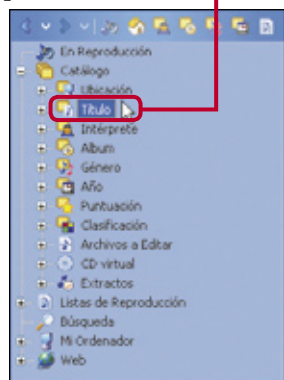 En Reproducción
Catálogo
Ubicación
Título
Intérprete
Album
Género
Año
Puntuación
Clasificación
Archivos a Editar
CD virtual
Extractos
Listas de Reproducción
Búsqueda
Mi Ordenador
Web